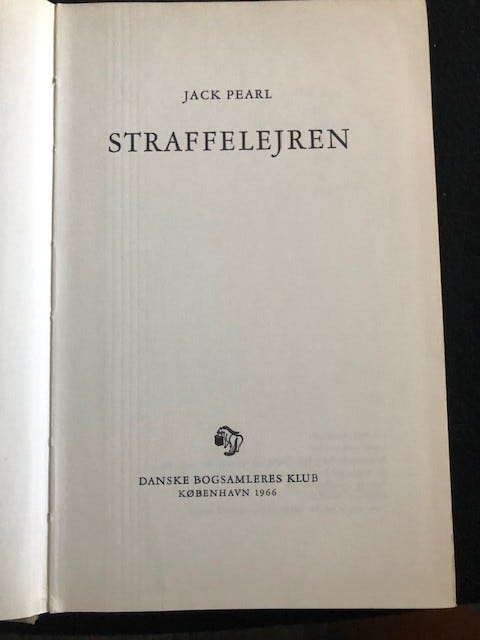 JACK PEARL
STRAFFELEJREN
DANSKE BOGSAMLERES KLUB
KØBENHAVN 1966